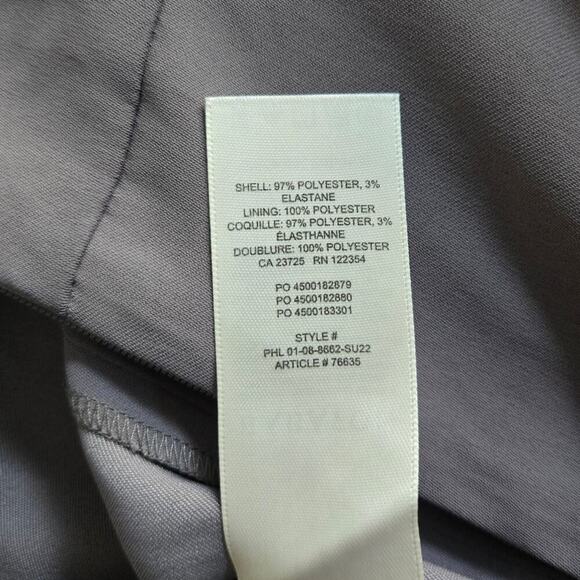 SHELL: 97% POLYESTER, 3%
ELASTANE
LINING: 100% POLYESTER
COQUILLE: 97% POLYESTER, 3%
ÉLASTHANNE
DOUBLURE: 100% POLYESTER
CA 23725 RN 122354
PO 4500182879
PO 4500182880
PO 4500183301
STYLE #
PHL 01-08-8662-SU22
ARTICLE # 76635